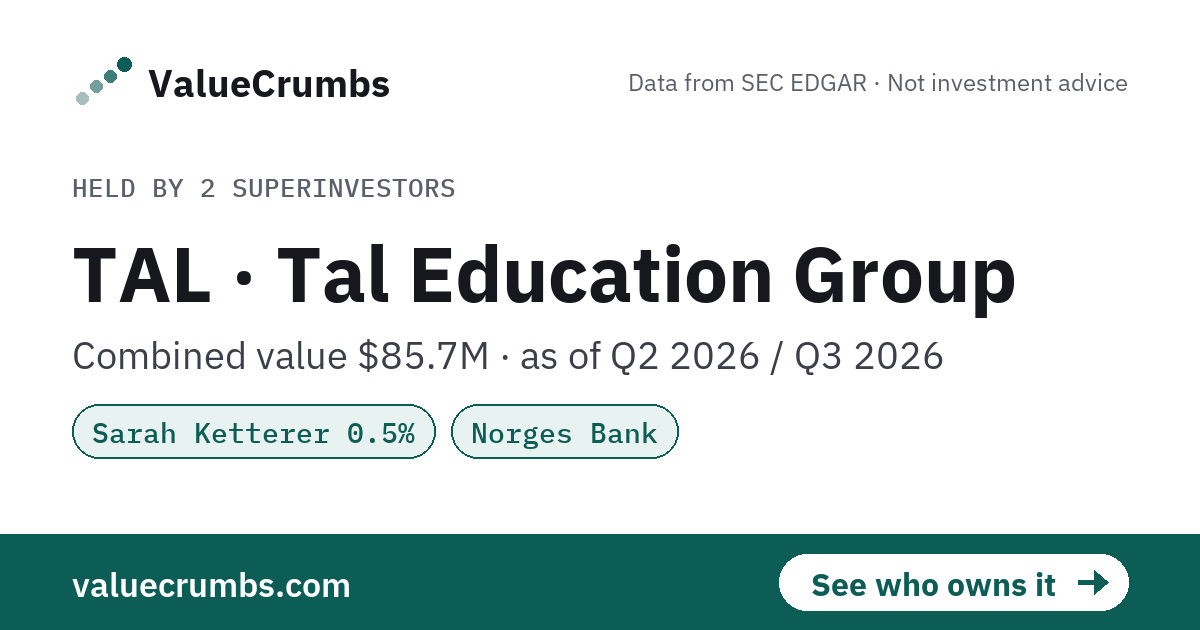 ValueCrumbs
Data from SEC EDGAR · Not investment advice
HELD BY 2 SUPERINVESTORS
TAL · Tal Education Group
Combined value $85.7M · as of Q2 2026 / Q3 2026
Sarah Ketterer 0.5%
Norges Bank
valuecrumbs.com
See who owns it →